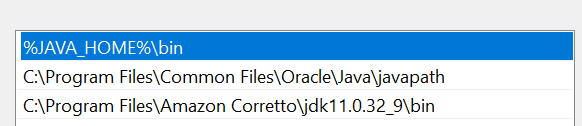 %JAVA_HOME%\bin
C:\Program Files\Common Files\Oracle\Java\javapath
C:\Program Files\Amazon Corretto\jdk11.0.32_9\bin